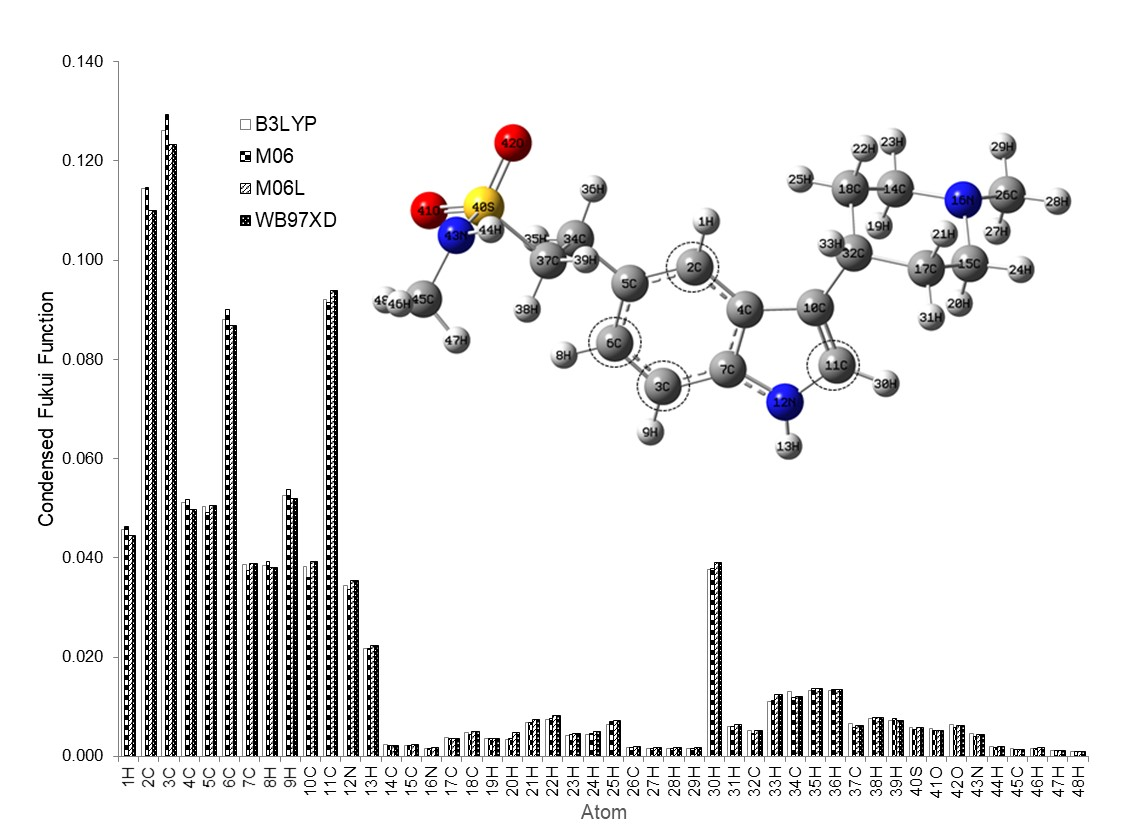 0.140
0.120
0.100
0.080
0.060
0.040
0.020
0.000
Condensed Fukui Function
B3LYP
M06
M06L
WB97XD
42O
41O
40S
43N
44H
36H
35H
34C
37C
39H
38H
46H
45C
47H
1H
2C
5C
4C
6C
8H
3C
7C
9H
10C
11C
12N
13H
30H
22H
23H
25H
18C
14C
19H
33H
32C
16N
26C
29H
28H
27H
21H
17C
15C
24H
20H
31H
1H 2C 3C 4C 5C 6C 7C 8H 9H 10C 11C 12N 13H 14C 15C 16N 17C 18C 19H 20H 21H 22H 23H 24H 25H 26C 27H 28H 29H 30H 31H 32C 33H 34C 35H 36H 37C 38H 39H 40S 41O 42O 43N 44H 45C 46H 47H 48H
Atom